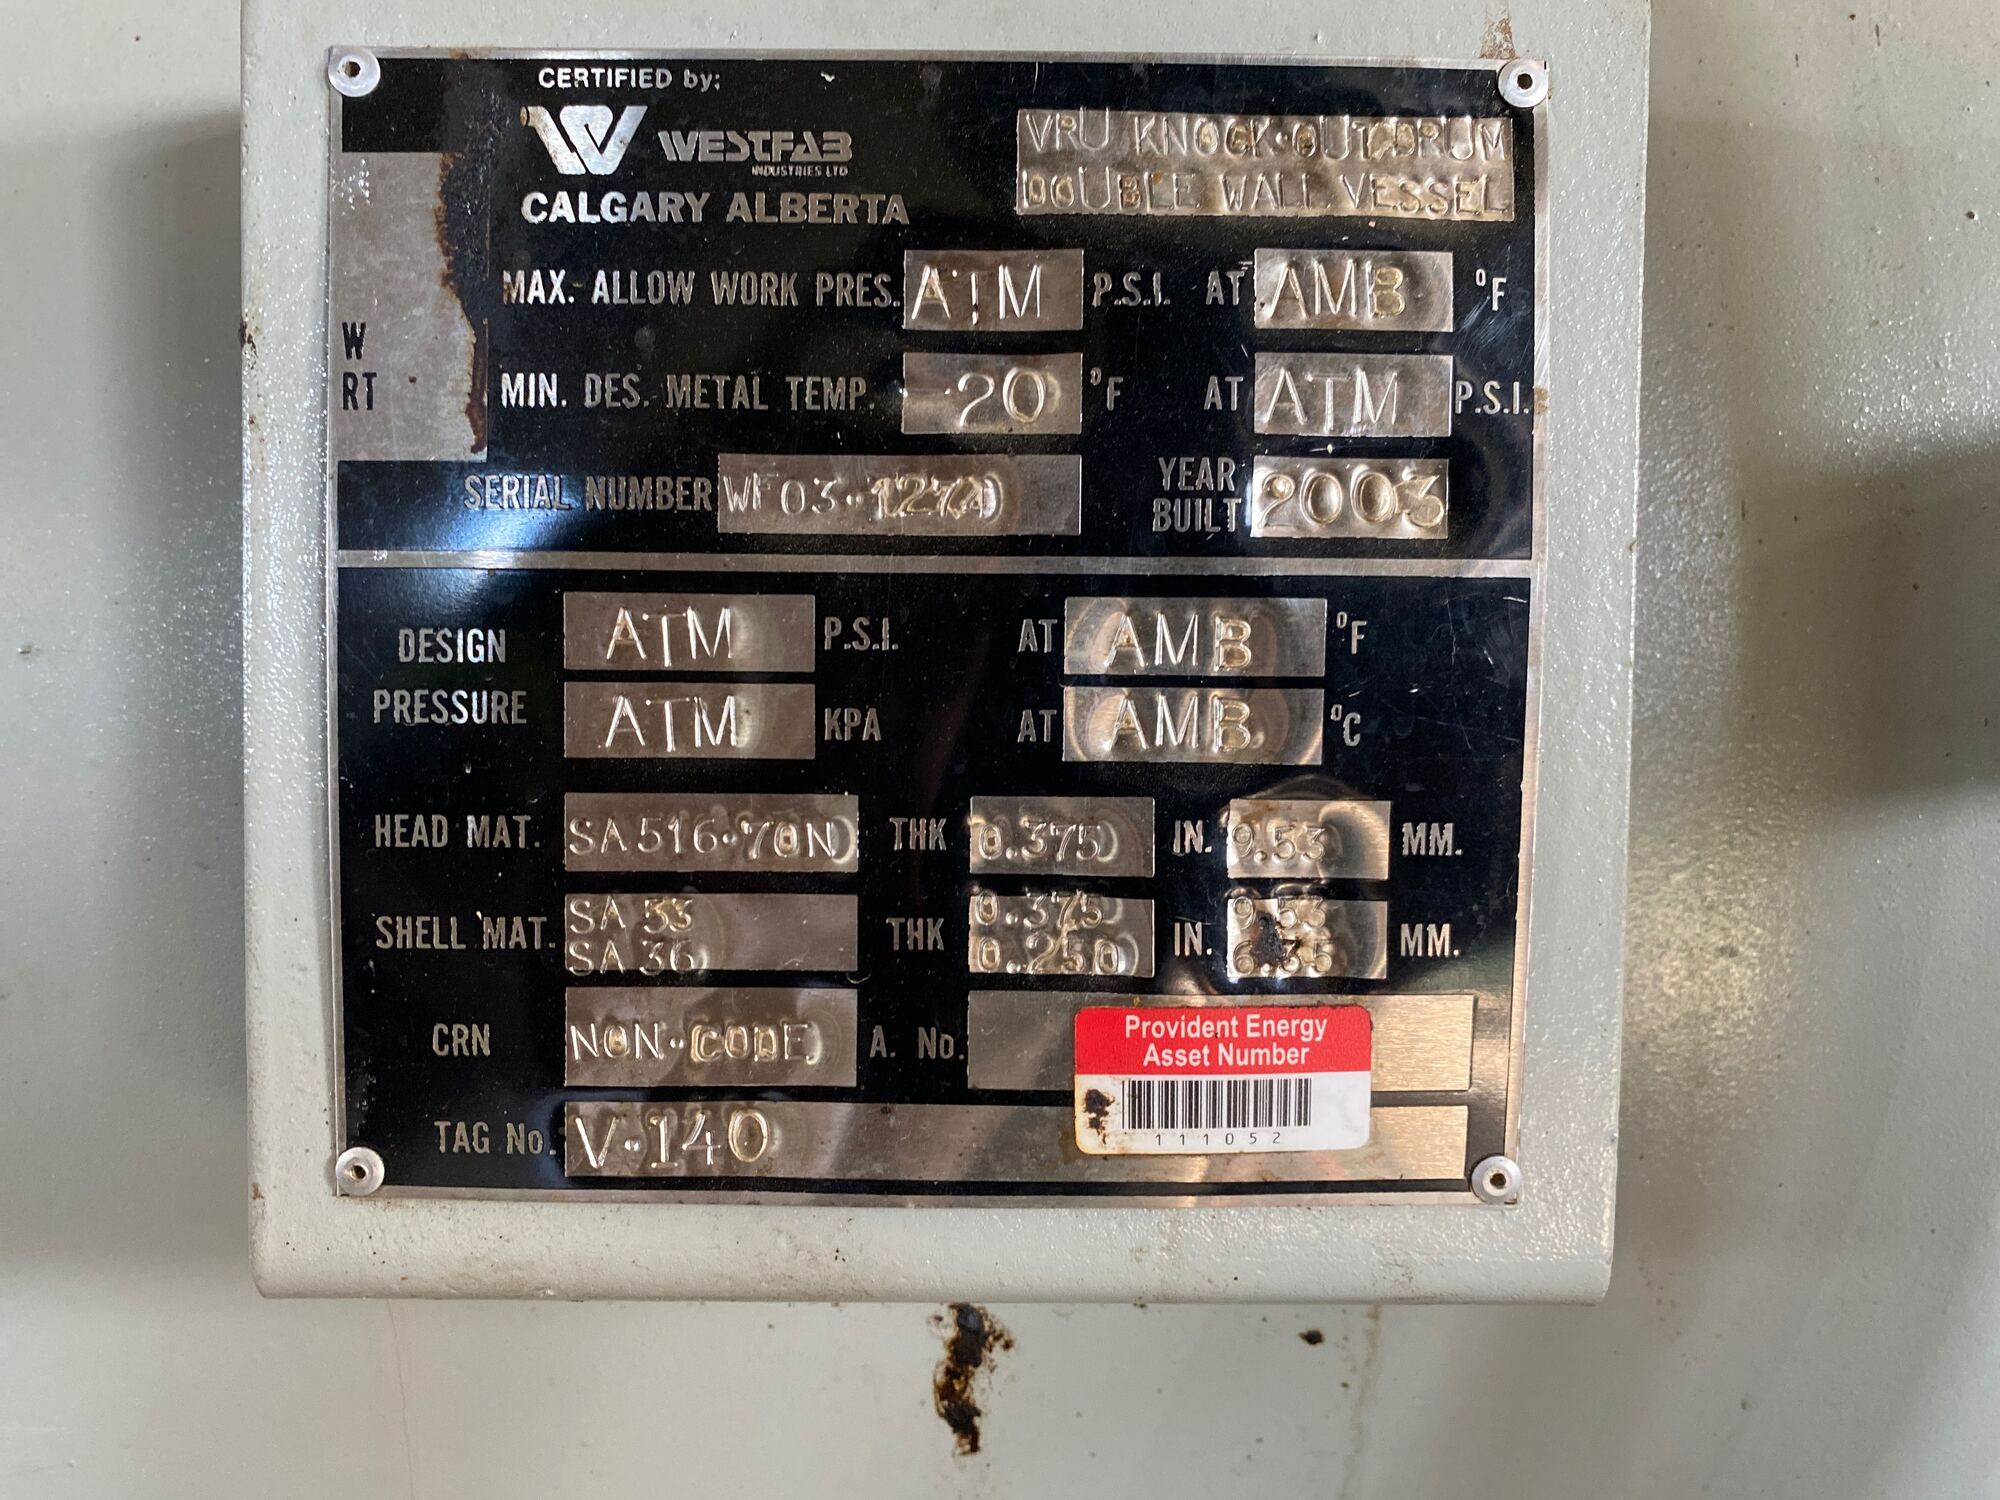 CERTIFIED by;
WESTFAB
INDUSTRIES LTD
CALGARY ALBERTA
VRU KNOCK·OUT DRUM
DOUBLE WALL VESSEL
W
RT
MAX. ALLOW WORK PRES. ATM P.S.I. AT AMB °F
MIN. DES. METAL TEMP. -20 °F AT ATM P.S.I.
SERIAL NUMBER YEAR BUILT 2003
DESIGN PRESSURE
ATM P.S.I. AT AMB °F
ATM KPA AT AMB °C
HEAD MAT. SA516·70N THK 0.375 IN. 9.53 MM.
SHELL MAT. THK IN. MM.
SA 53 0.375 9.53
SA 36 0.250 6.35
CRN NON·CODE A. No.
TAG No. V·140
Provident Energy
Asset Number
111052